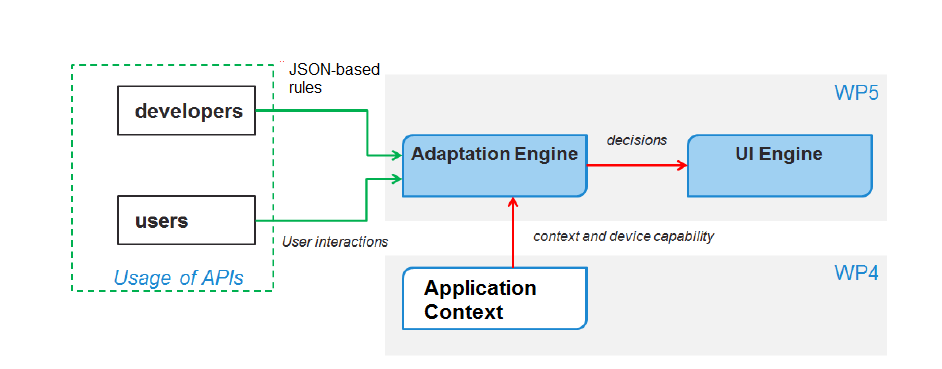 JSON-based
rules
developers
users
Usage of APIs
User interactions
WP5
Adaptation Engine
decisions
UI Engine
context and device capability
WP4
Application
Context